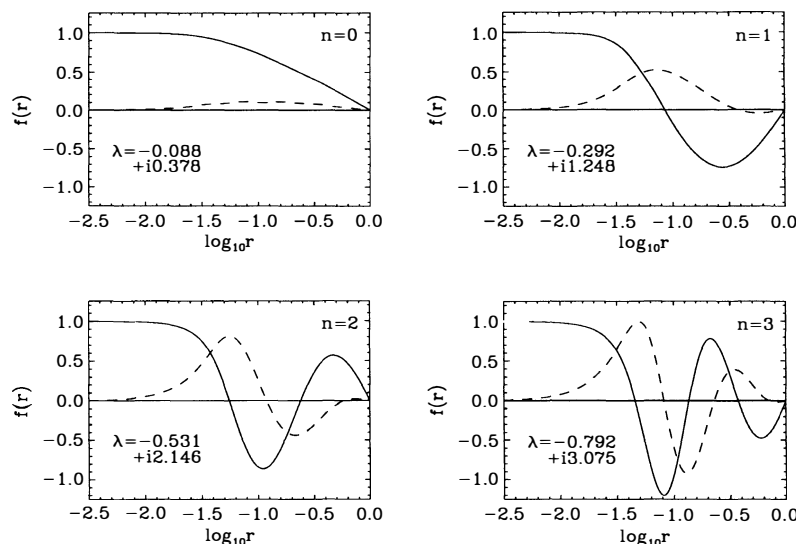 n=0
f(r)
1.0
0.5
0.0
−0.5
−1.0
λ=−0.088
+i0.378
−2.5 −2.0 −1.5 −1.0 −0.5 0.0
log₁₀r
n=1
f(r)
1.0
0.5
0.0
−0.5
−1.0
λ=−0.292
+i1.248
−2.5 −2.0 −1.5 −1.0 −0.5 0.0
log₁₀r
n=2
f(r)
1.0
0.5
0.0
−0.5
−1.0
λ=−0.531
+i2.146
−2.5 −2.0 −1.5 −1.0 −0.5 0.0
log₁₀r
n=3
f(r)
1.0
0.5
0.0
−0.5
−1.0
λ=−0.792
+i3.075
−2.5 −2.0 −1.5 −1.0 −0.5 0.0
log₁₀r